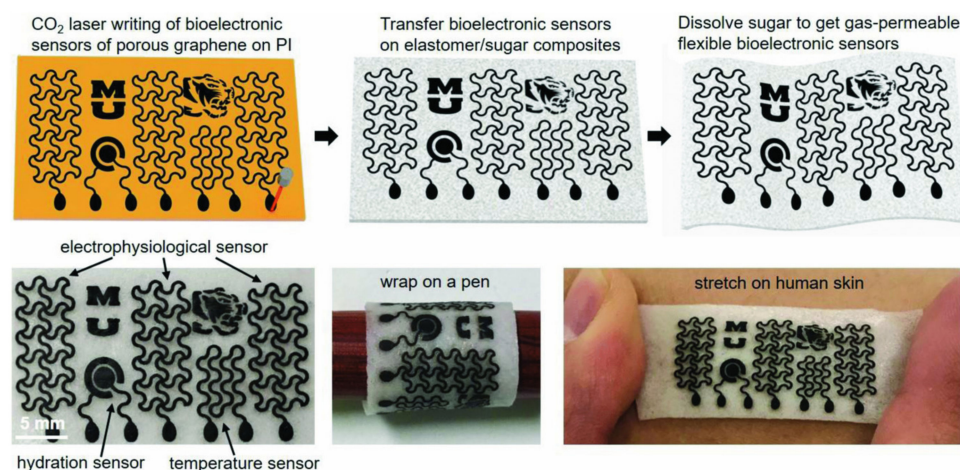 CO₂ laser writing of bioelectronic
sensors of porous graphene on PI
Transfer bioelectronic sensors
on elastomer/sugar composites
Dissolve sugar to get gas-permeable
flexible bioelectronic sensors
M
U
M
U
M
U
electrophysiological sensor
M
U
5 mm
hydration sensor
temperature sensor
wrap on a pen
M
U
stretch on human skin
M
U